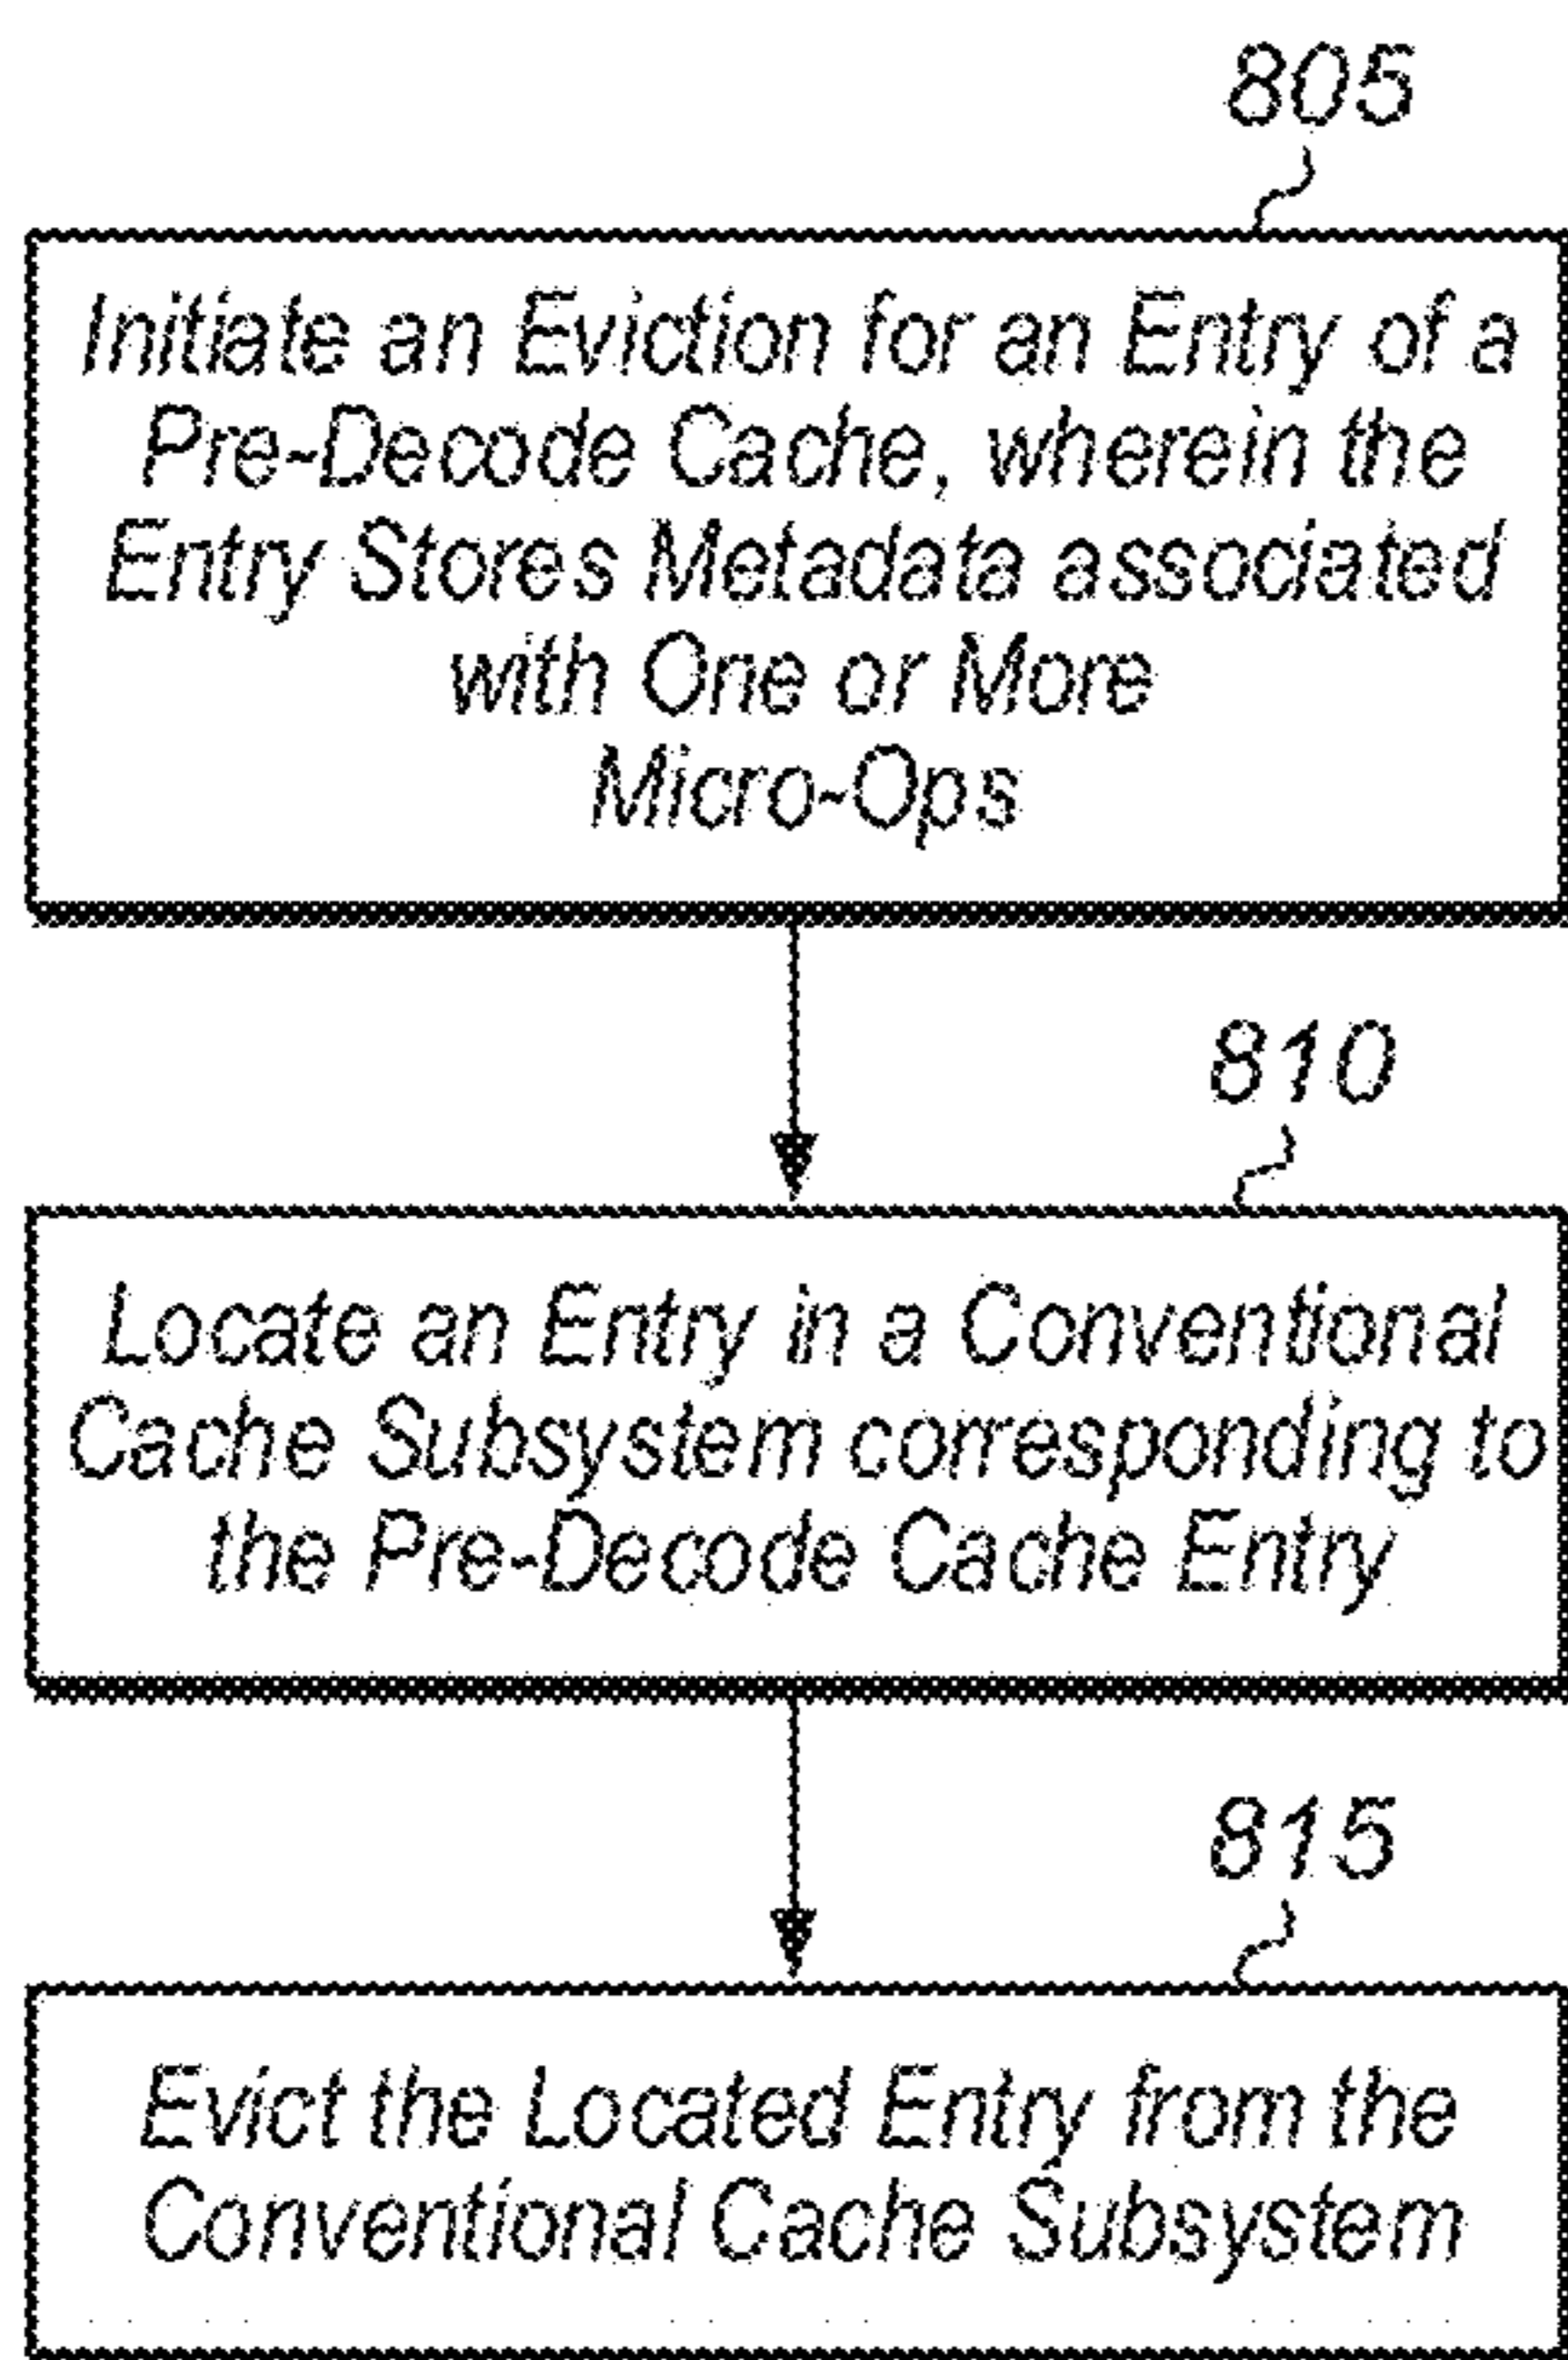 805
Initiate an Eviction for an Entry of a
Pre-Decode Cache, wherein the
Entry Stores Metadata associated
with One or More
Micro-Ops
810
Locate an Entry in a Conventional
Cache Subsystem corresponding to
the Pre-Decode Cache Entry
815
Evict the Located Entry from the
Conventional Cache Subsystem